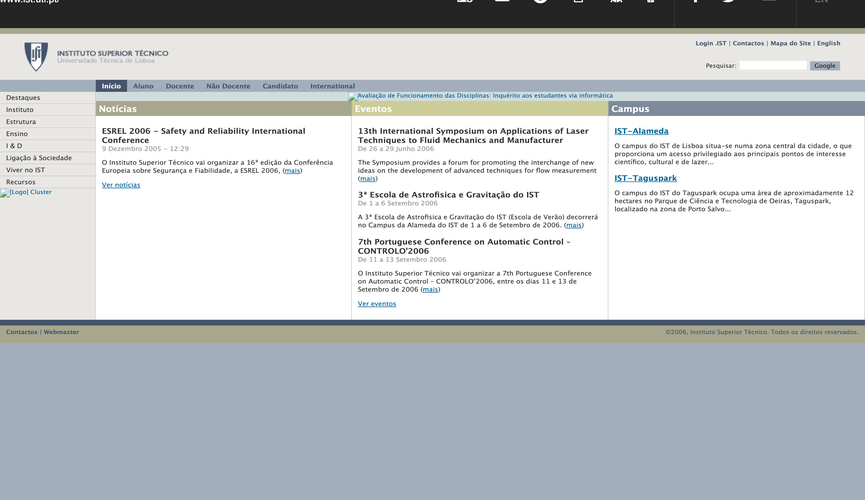 www.ist.utl.pt/
EN
INSTITUTO SUPERIOR TÉCNICO
Universidade Técnica de Lisboa
Login .IST | Contactos | Mapa do Site | English
Pesquisar:
Google
Início Aluno Docente Não Docente Candidato International
Destaques
Instituto
Estrutura
Ensino
I & D
Ligação à Sociedade
Viver no IST
Recursos
[Logo] Cluster
Avaliação de Funcionamento das Disciplinas: Inquérito aos estudantes via informática
Notícias
ESREL 2006 – Safety and Reliability International
Conference
9 Dezembro 2005 – 12:29
O Instituto Superior Técnico vai organizar a 16ª edição da Conferência
Europeia sobre Segurança e Fiabilidade, a ESREL 2006, (mais)
Ver notícias
Eventos
13th International Symposium on Applications of Laser
Techniques to Fluid Mechanics and Manufacturer
De 26 a 29 Junho 2006
The Symposium provides a forum for promoting the interchange of new
ideas on the development of advanced techniques for flow measurement
(mais)
3ª Escola de Astrofísica e Gravitação do IST
De 1 a 6 Setembro 2006
A 3ª Escola de Astrofísica e Gravitação do IST (Escola de Verão) decorrerá
no Campus da Alameda do IST de 1 a 6 de Setembro de 2006. (mais)
7th Portuguese Conference on Automatic Control –
CONTROLO'2006
De 11 a 13 Setembro 2006
O Instituto Superior Técnico vai organizar a 7th Portuguese Conference
on Automatic Control – CONTROLO'2006, entre os dias 11 e 13 de
Setembro de 2006 (mais)
Ver eventos
Campus
IST–Alameda
O campus do IST de Lisboa situa–se numa zona central da cidade, o que
proporciona um acesso privilegiado aos principais pontos de interesse
científico, cultural e de lazer...
IST–Taguspark
O campus do IST do Taguspark ocupa uma área de aproximadamente 12
hectares no Parque de Ciência e Tecnologia de Oeiras, Taguspark,
localizado na zona de Porto Salvo...
Contactos | Webmaster
©2006, Instituto Superior Técnico. Todos os direitos reservados.